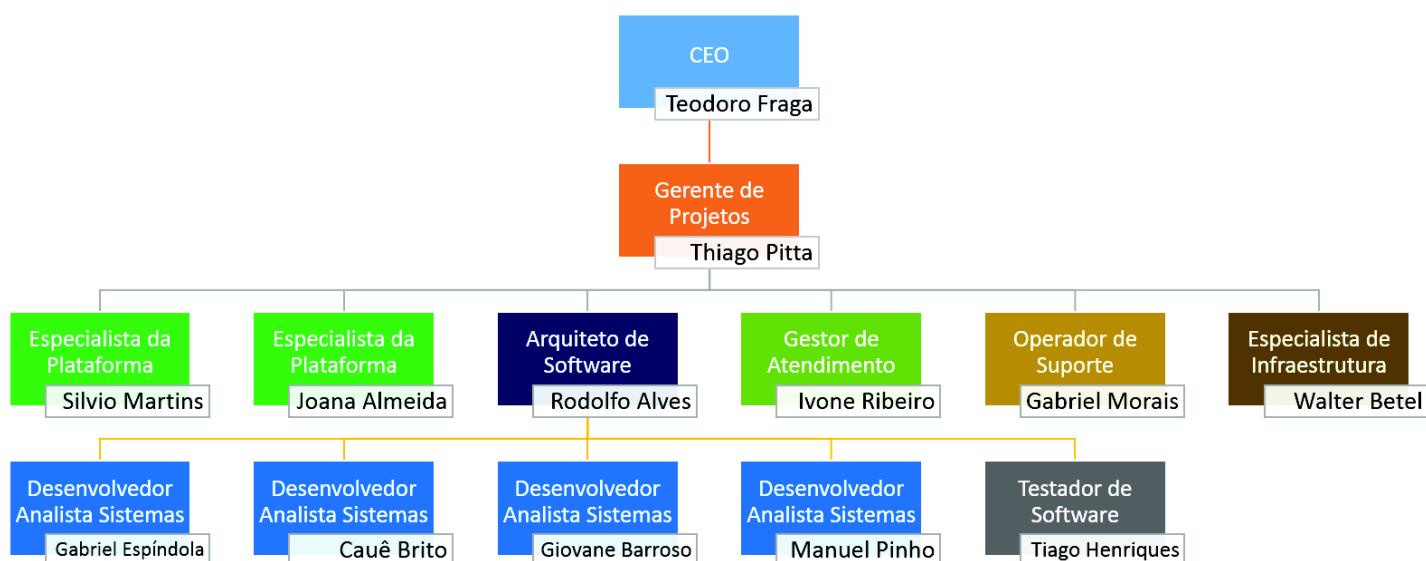 CEO
Teodoro Fraga
Gerente de
Projetos
Thiago Pitta
Especialista da
Plataforma
Silvio Martins
Especialista da
Plataforma
Joana Almeida
Arquiteto de
Software
Rodolfo Alves
Gestor de
Atendimento
Ivone Ribeiro
Operador de
Suporte
Gabriel Morais
Especialista de
Infraestrutura
Walter Betel
Desenvolvedor
Analista Sistemas
Gabriel Espíndola
Desenvolvedor
Analista Sistemas
Cauê Brito
Desenvolvedor
Analista Sistemas
Giovane Barroso
Desenvolvedor
Analista Sistemas
Manuel Pinho
Testador de
Software
Tiago Henriques